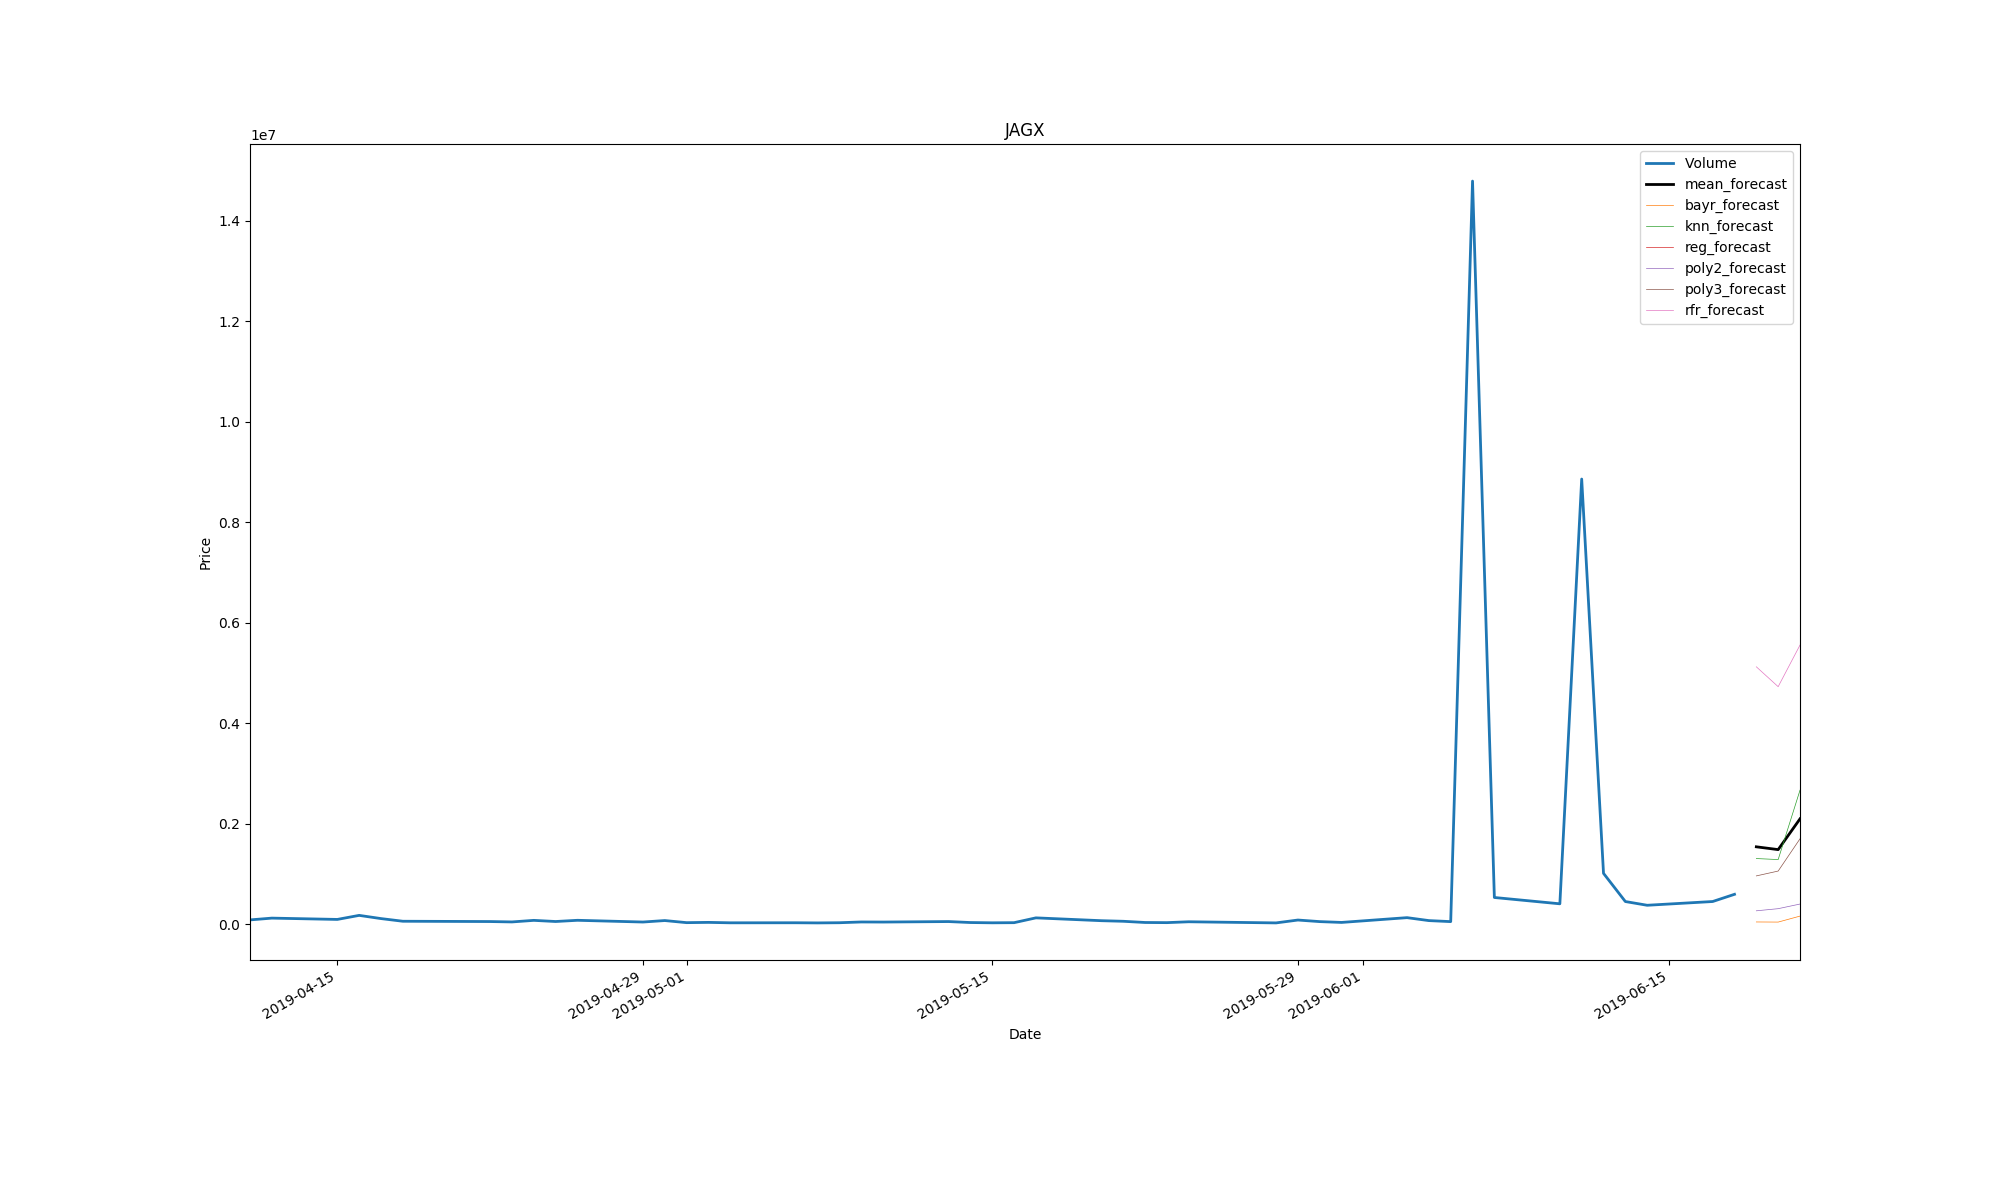 JAGX
1e7
Volume
mean_forecast
bayr_forecast
knn_forecast
reg_forecast
poly2_forecast
poly3_forecast
rfr_forecast
1.4
1.2
1.0
0.8
0.6
0.4
0.2
0.0
Price
2019-04-15
2019-04-29
2019-05-01
2019-05-15
2019-05-29
2019-06-01
2019-06-15
Date